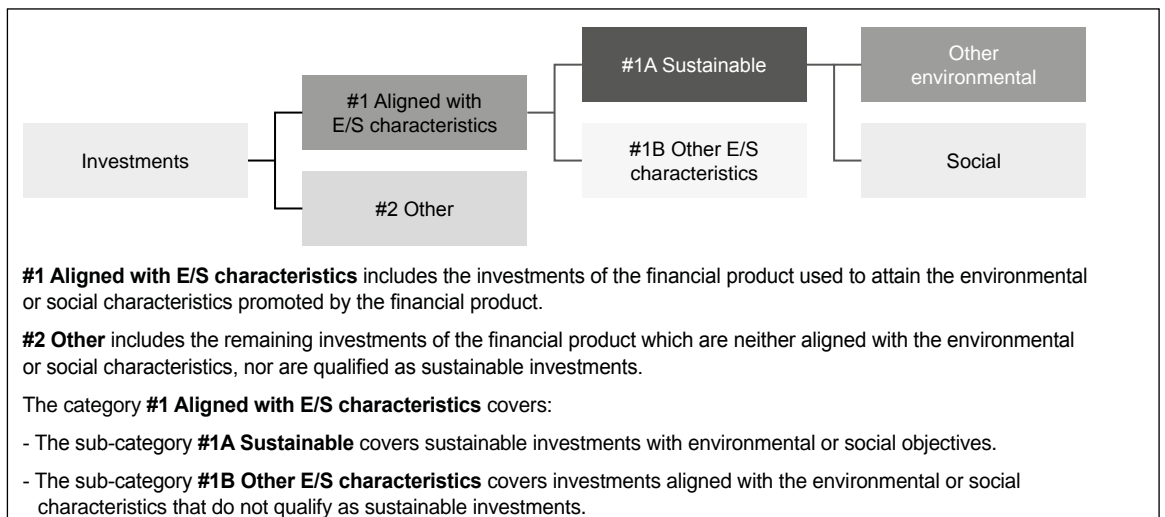 Investments
#1 Aligned with
E/S characteristics
#2 Other
#1A Sustainable
#1B Other E/S
characteristics
Other
environmental
Social
#1 Aligned with E/S characteristics includes the investments of the financial product used to attain the environmental
or social characteristics promoted by the financial product.
#2 Other includes the remaining investments of the financial product which are neither aligned with the environmental
or social characteristics, nor are qualified as sustainable investments.
The category #1 Aligned with E/S characteristics covers:
- The sub-category #1A Sustainable covers sustainable investments with environmental or social objectives.
- The sub-category #1B Other E/S characteristics covers investments aligned with the environmental or social
characteristics that do not qualify as sustainable investments.